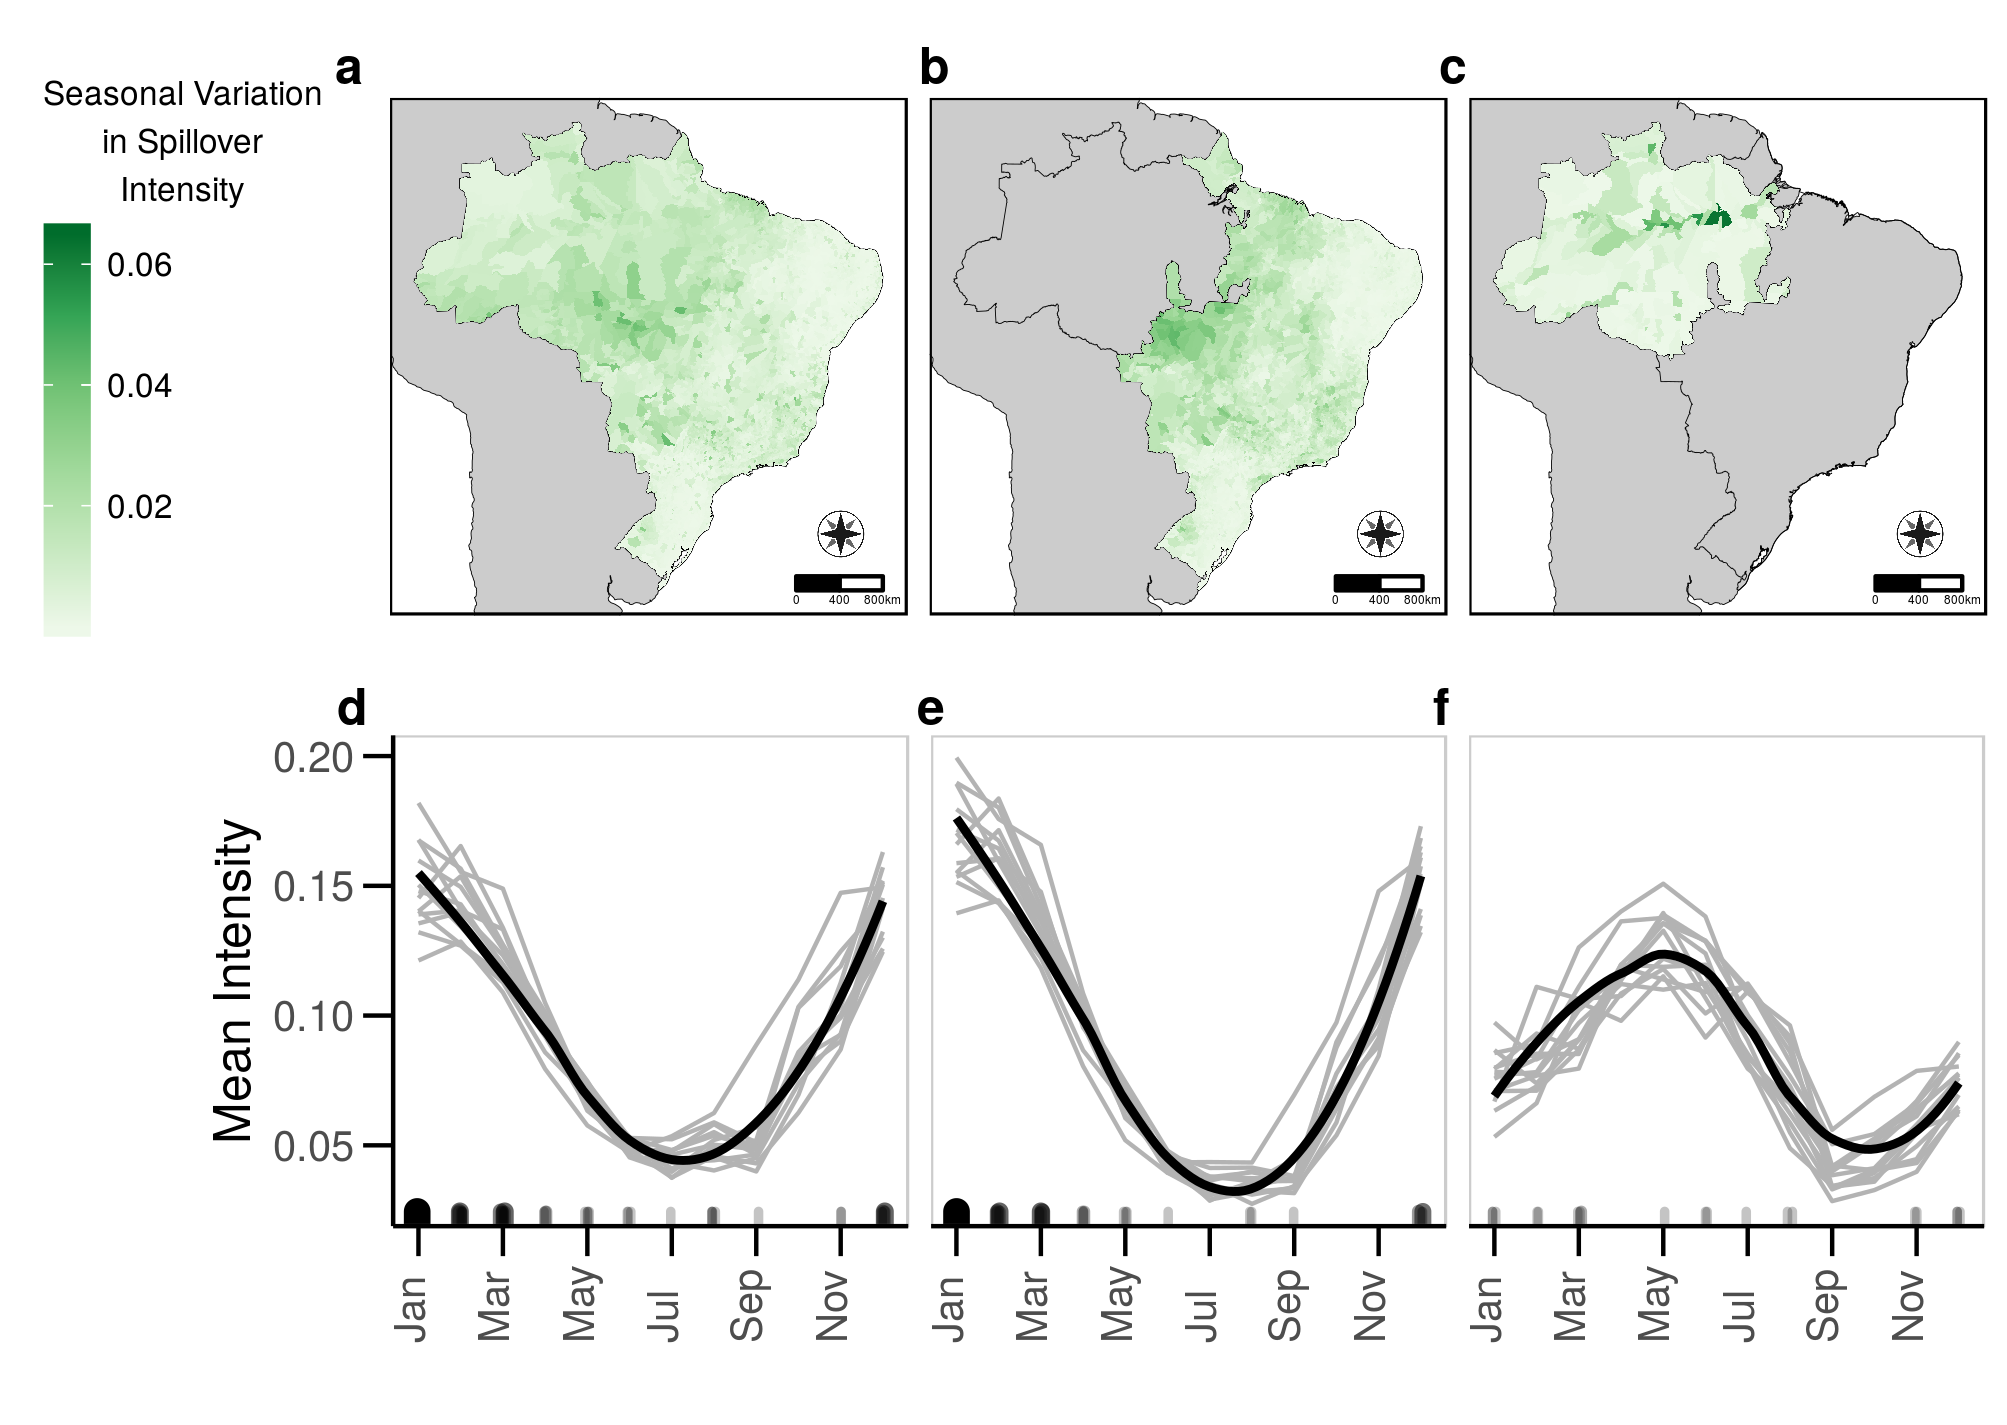 a
b
c
Seasonal Variation
in Spillover
Intensity
0.06
0.04
0.02
0 400 800km
0 400 800km
0 400 800km
d
e
f
Mean Intensity
0.20
0.15
0.10
0.05
Jan Mar May Jul Sep Nov
Jan Mar May Jul Sep Nov
Jan Mar May Jul Sep Nov